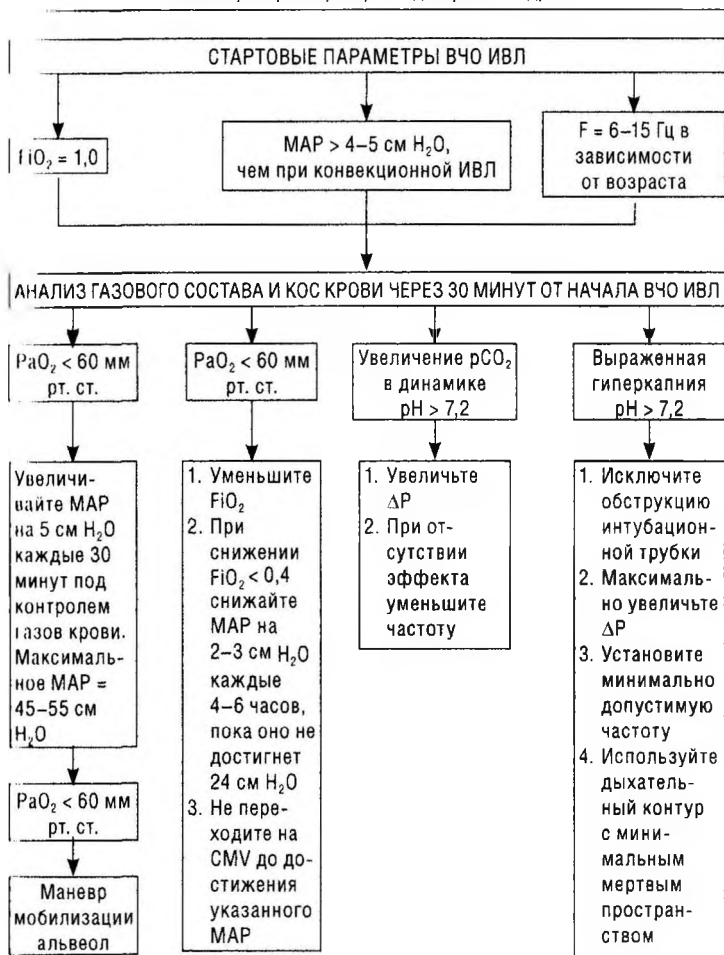 СТАРТОВЫЕ ПАРАМЕТРЫ ВЧО ИВЛ
FiO₂ = 1,0
MAP > 4–5 см H₂O,
чем при конвекционной ИВЛ
F = 6–15 Гц в
зависимости
от возраста
АНАЛИЗ ГАЗОВОГО СОСТАВА И КОС КРОВИ ЧЕРЕЗ 30 МИНУТ ОТ НАЧАЛА ВЧО ИВЛ
PaO₂ < 60 мм
рт. ст.
Увеличи-
вайте MAP
на 5 см H₂O
каждые 30
минут под
контролем
газов крови.
Максималь-
ное MAP =
45–55 см
H₂O
PaO₂ < 60 мм
рт. ст.
Маневр
мобилизации
альвеол
PaO₂ < 60 мм
рт. ст.
1. Уменьшите
FiO₂
2. При
снижении
FiO₂ < 0,4
снижайте
MAP на
2–3 см H₂O
каждые
4–6 часов,
пока оно не
достигнет
24 см H₂O
3. Не пере-
ходите на
CMV до до-
стижения
указанного
MAP
Увеличение pCO₂
в динамике
pH > 7,2
1. Увеличьте
ΔP
2. При от-
сутствии
эффекта
уменьшите
частоту
Выраженная
гиперкапния
pH > 7,2
1. Исключите
обструкцию
интубацион-
ной трубки
2. Максималь-
но увеличьте
ΔP
3. Установите
минимально
допустимую
частоту
4. Используйте
дыхатель-
ный контур
с мини-
мальным
мертвым
простран-
ством